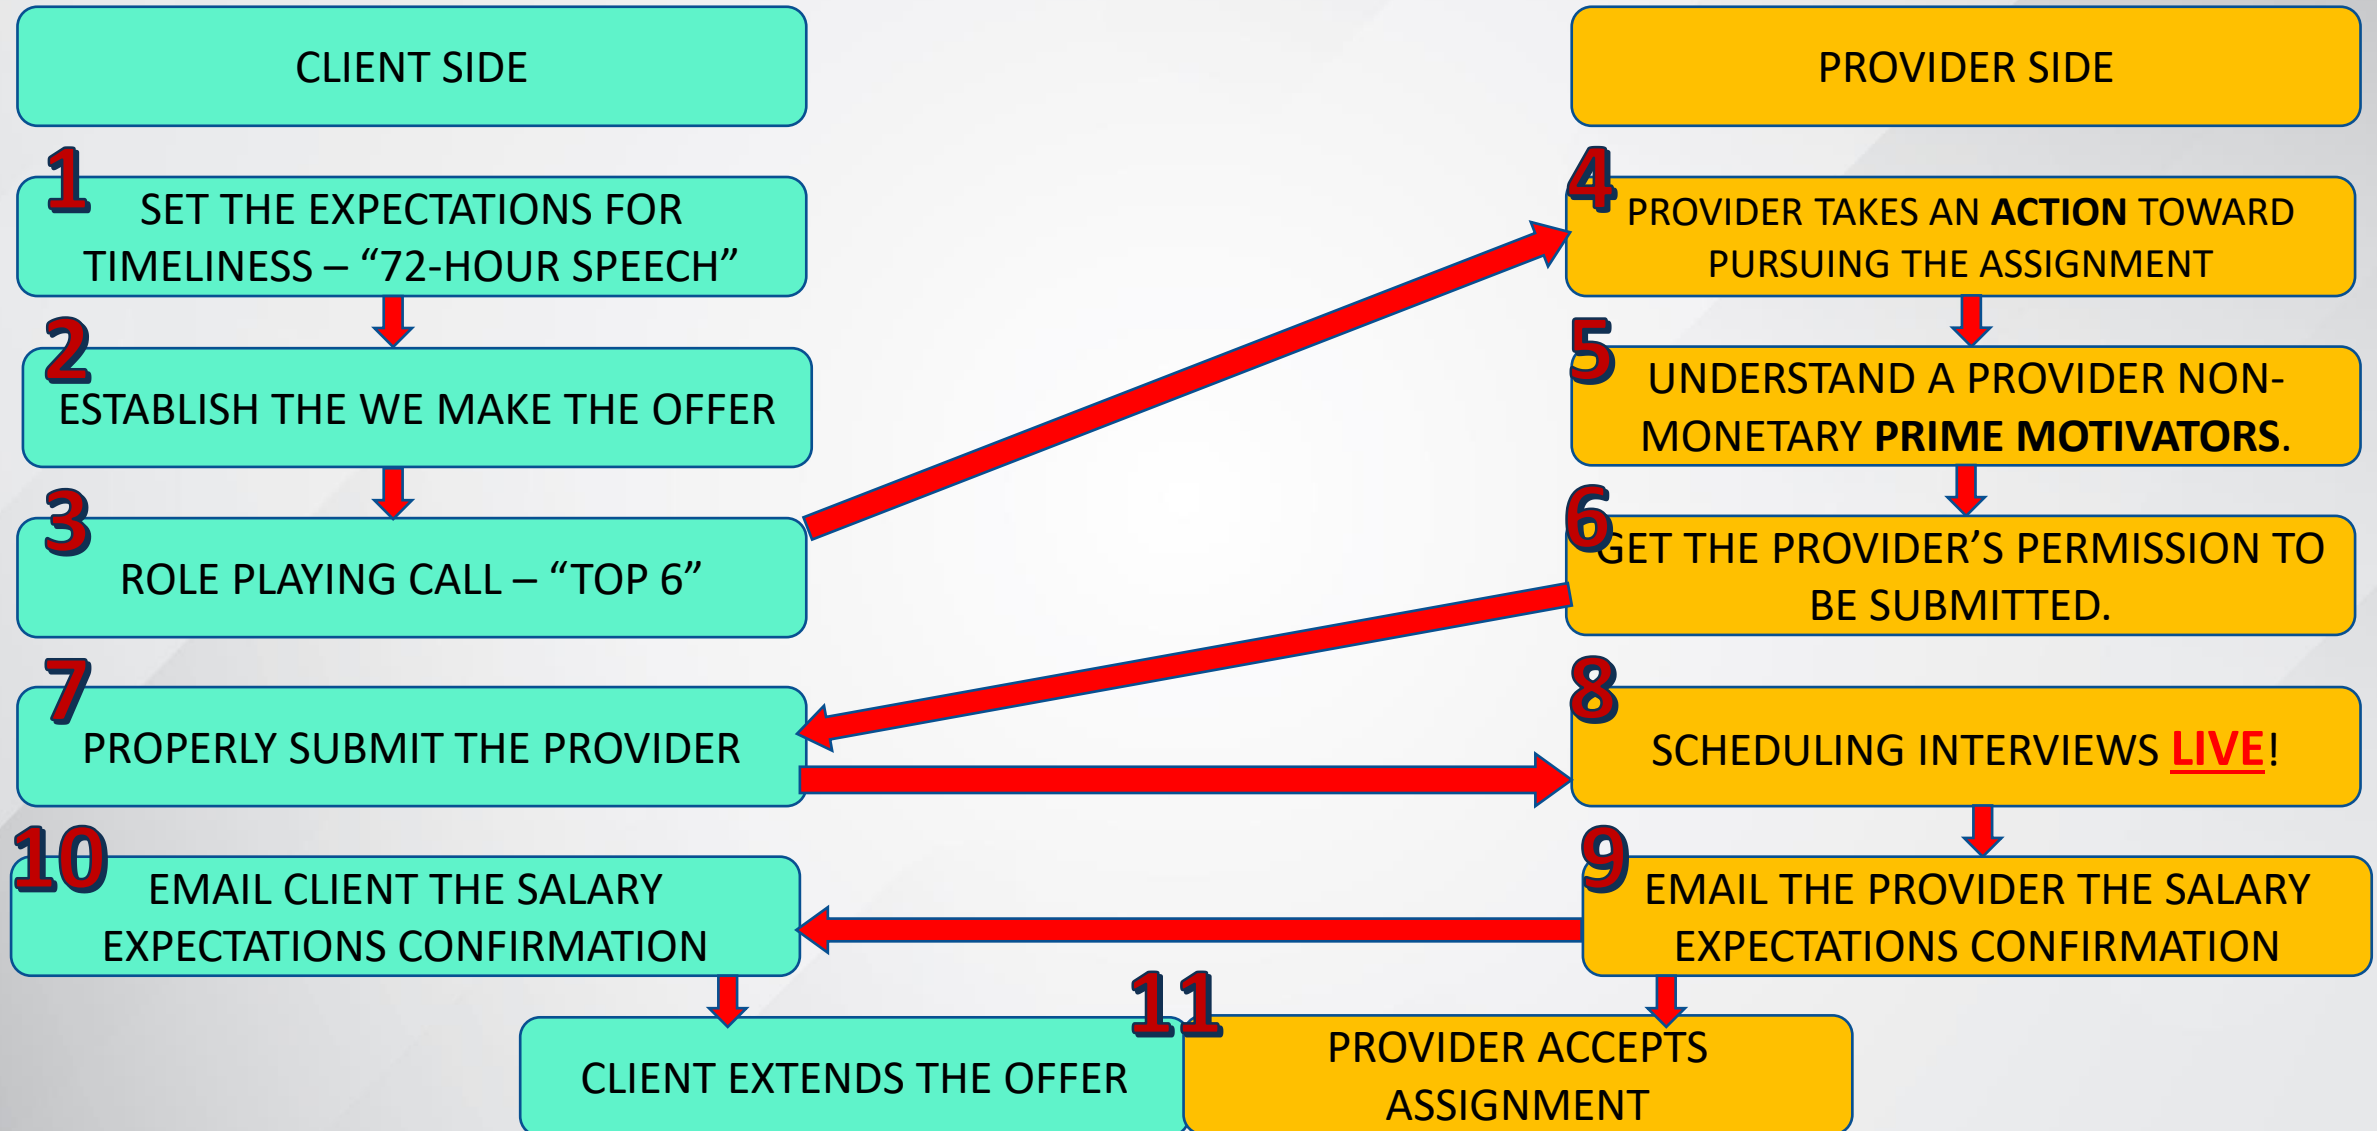 CLIENT SIDE
PROVIDER SIDE
1
SET THE EXPECTATIONS FOR
TIMELINESS – “72-HOUR SPEECH”
2
ESTABLISH THE WE MAKE THE OFFER
3
ROLE PLAYING CALL – “TOP 6”
4
PROVIDER TAKES AN ACTION TOWARD
PURSUING THE ASSIGNMENT
5
UNDERSTAND A PROVIDER NON-
MONETARY PRIME MOTIVATORS.
6
GET THE PROVIDER’S PERMISSION TO
BE SUBMITTED.
7
PROPERLY SUBMIT THE PROVIDER
8
SCHEDULING INTERVIEWS LIVE!
9
EMAIL THE PROVIDER THE SALARY
EXPECTATIONS CONFIRMATION
10
EMAIL CLIENT THE SALARY
EXPECTATIONS CONFIRMATION
11
CLIENT EXTENDS THE OFFER
PROVIDER ACCEPTS
ASSIGNMENT